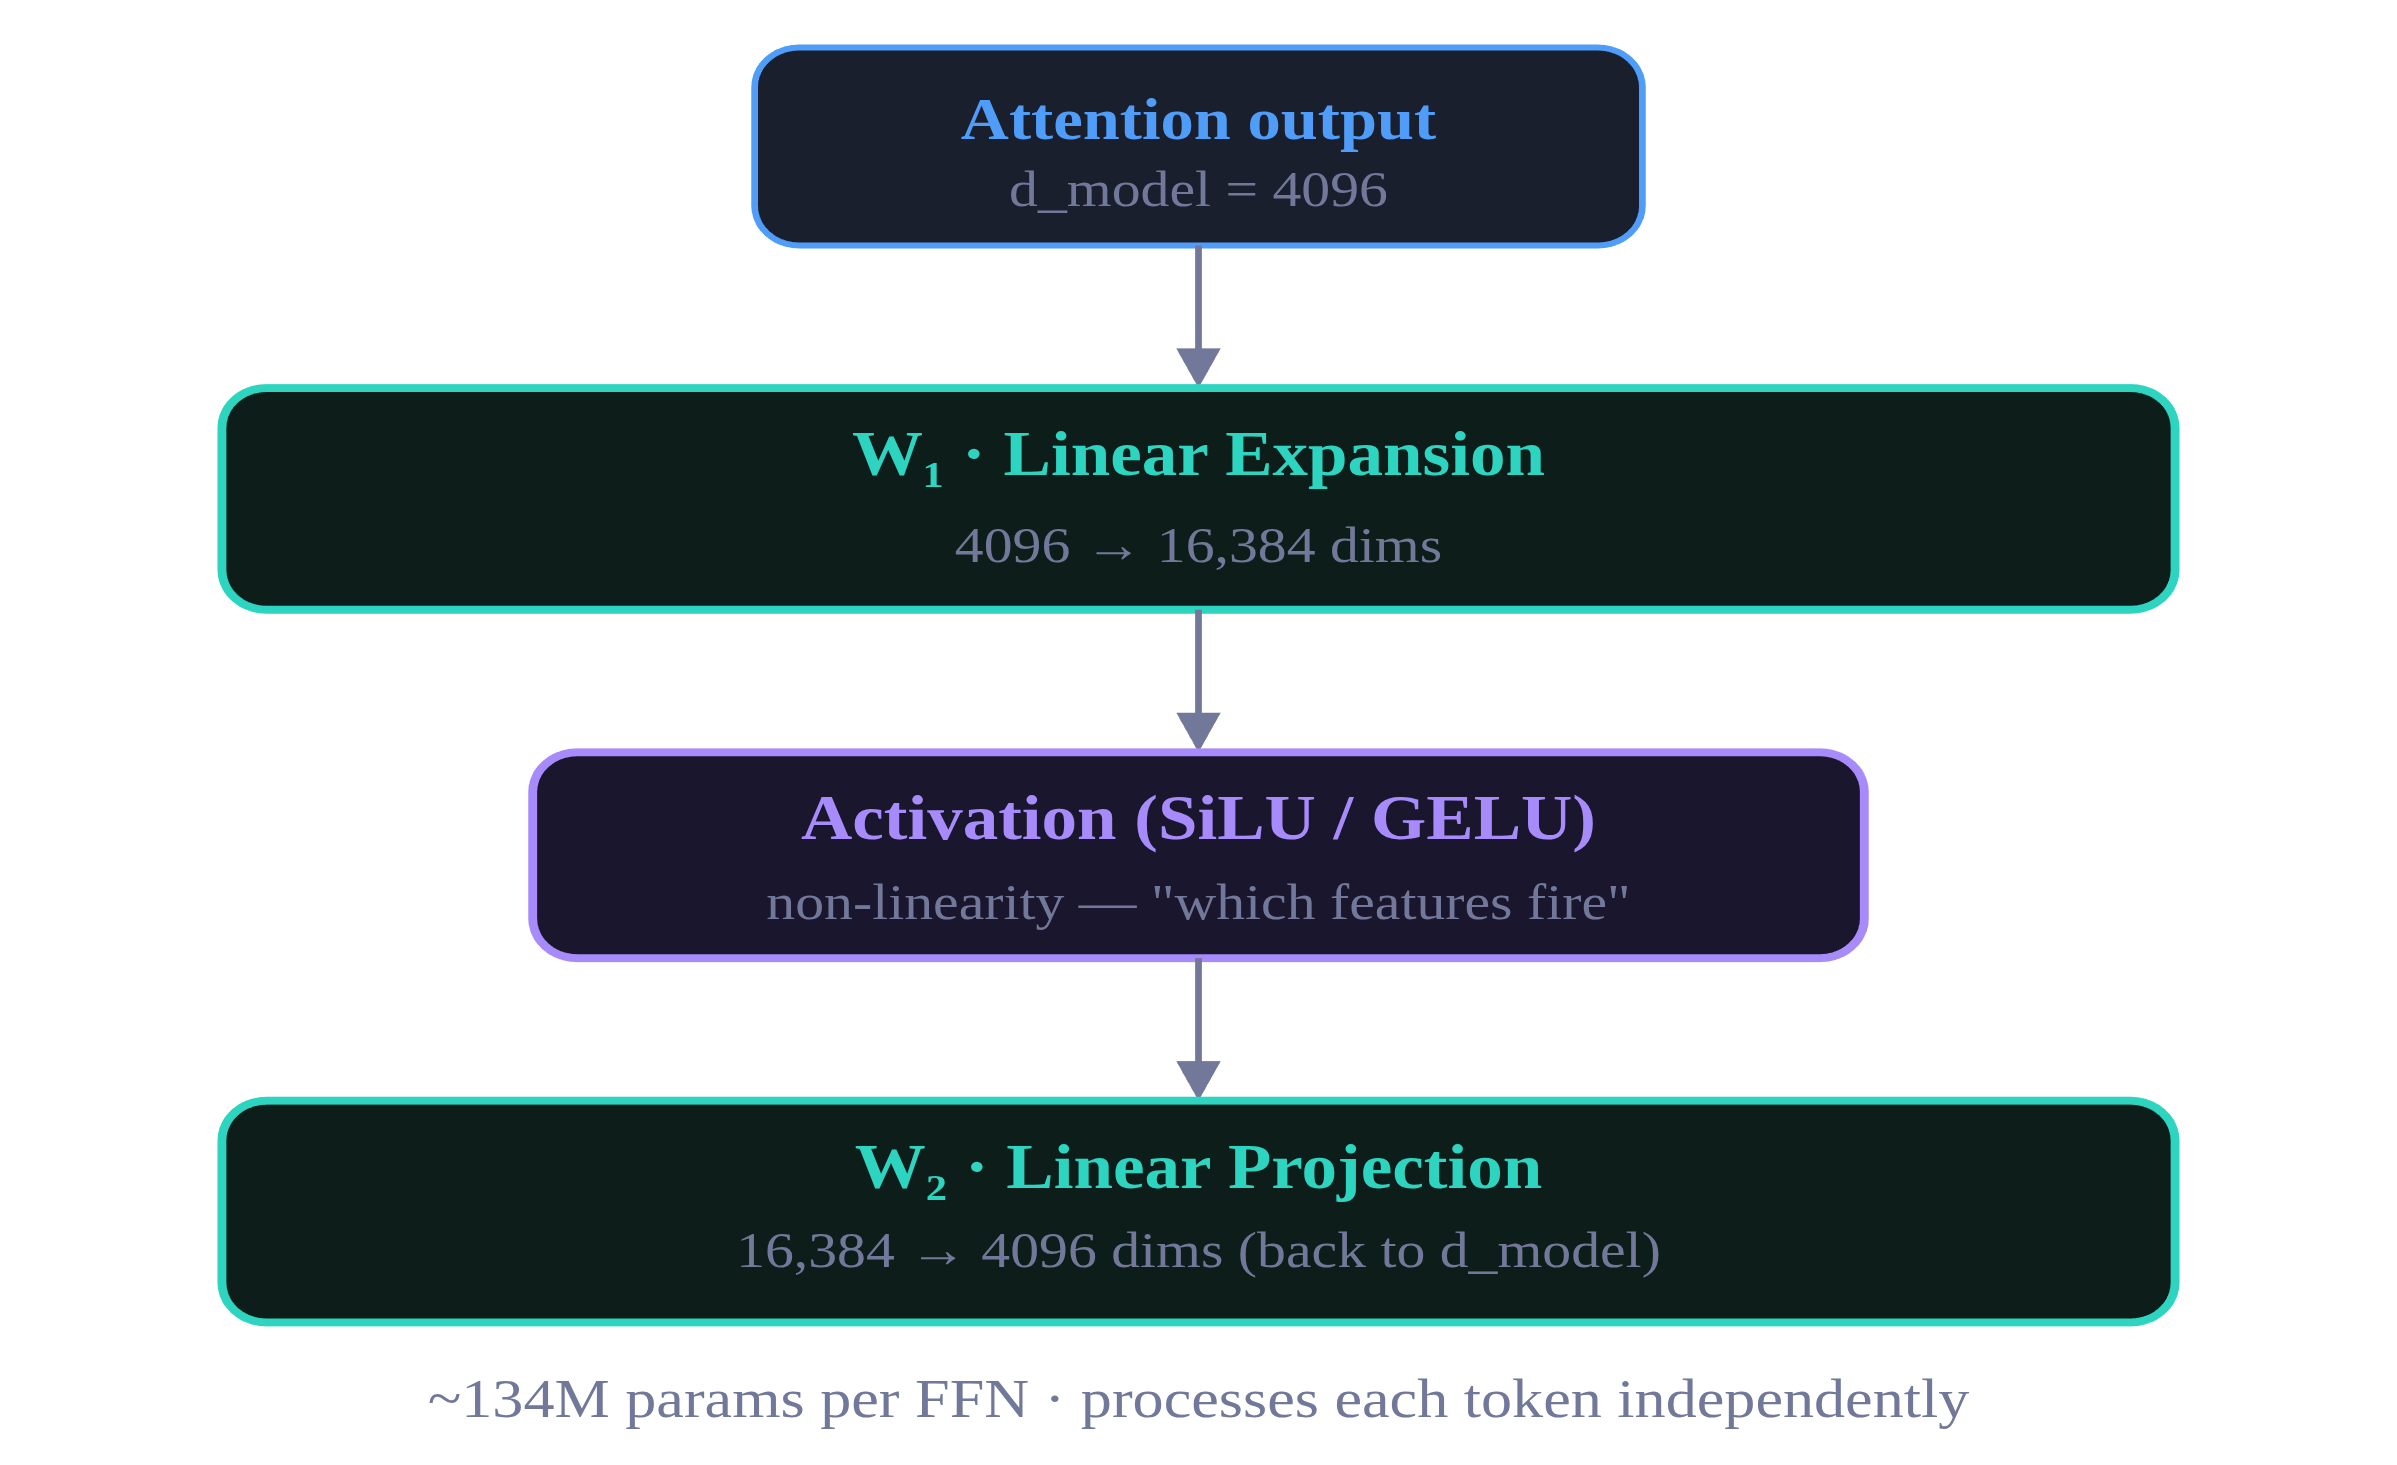 Attention output
d_model = 4096
W₁ · Linear Expansion
4096 → 16,384 dims
Activation (SiLU / GELU)
non-linearity — "which features fire"
W₂ · Linear Projection
16,384 → 4096 dims (back to d_model)
~134M params per FFN · processes each token independently